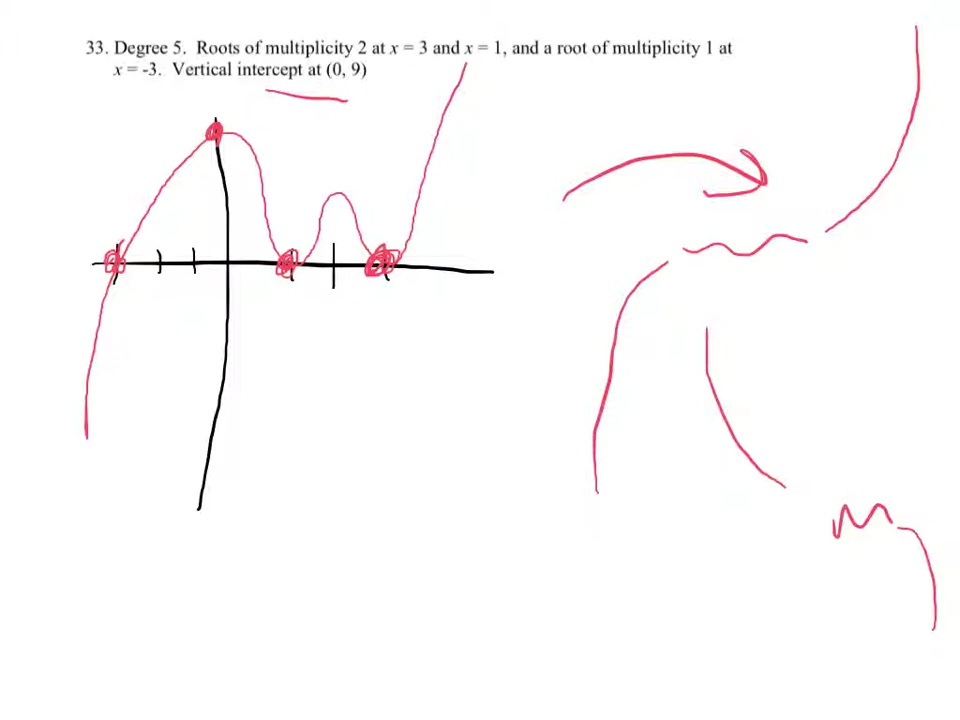 33. Degree 5. Roots of multiplicity 2 at x = 3 and x = 1, and a root of multiplicity 1 at
x = -3. Vertical intercept at (0, 9)